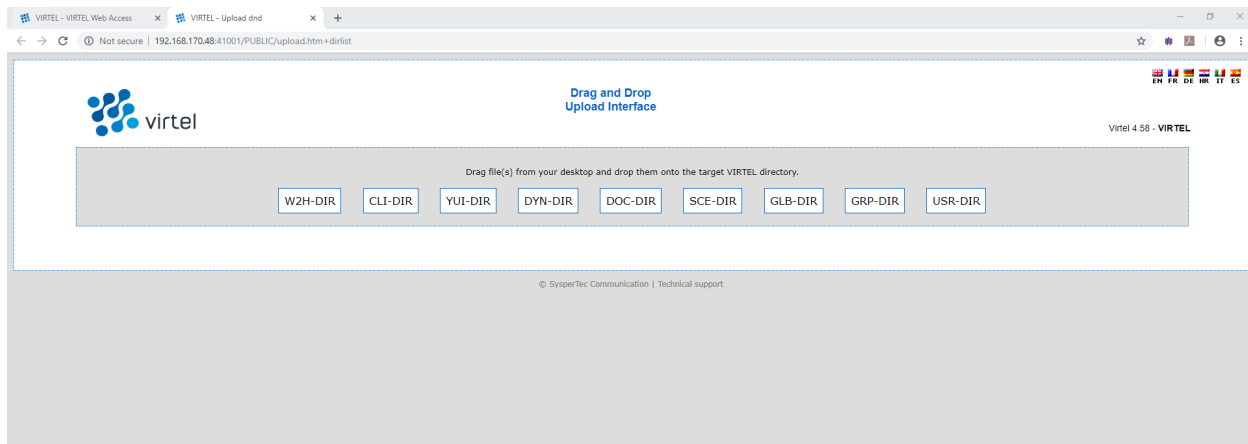 VIRTEL - VIRTEL Web Access
VIRTEL - Upload dnd
Not secure | 192.168.170.48:41001/PUBLIC/upload.htm+dirlist
EN FR DE HR IT ES
virtel
Drag and Drop
Upload Interface
Virtel 4.58 - VIRTEL
Drag file(s) from your desktop and drop them onto the target VIRTEL directory.
W2H-DIR CLI-DIR YUI-DIR DYN-DIR DOC-DIR SCE-DIR GLB-DIR GRP-DIR USR-DIR
© SysperTec Communication | Technical support